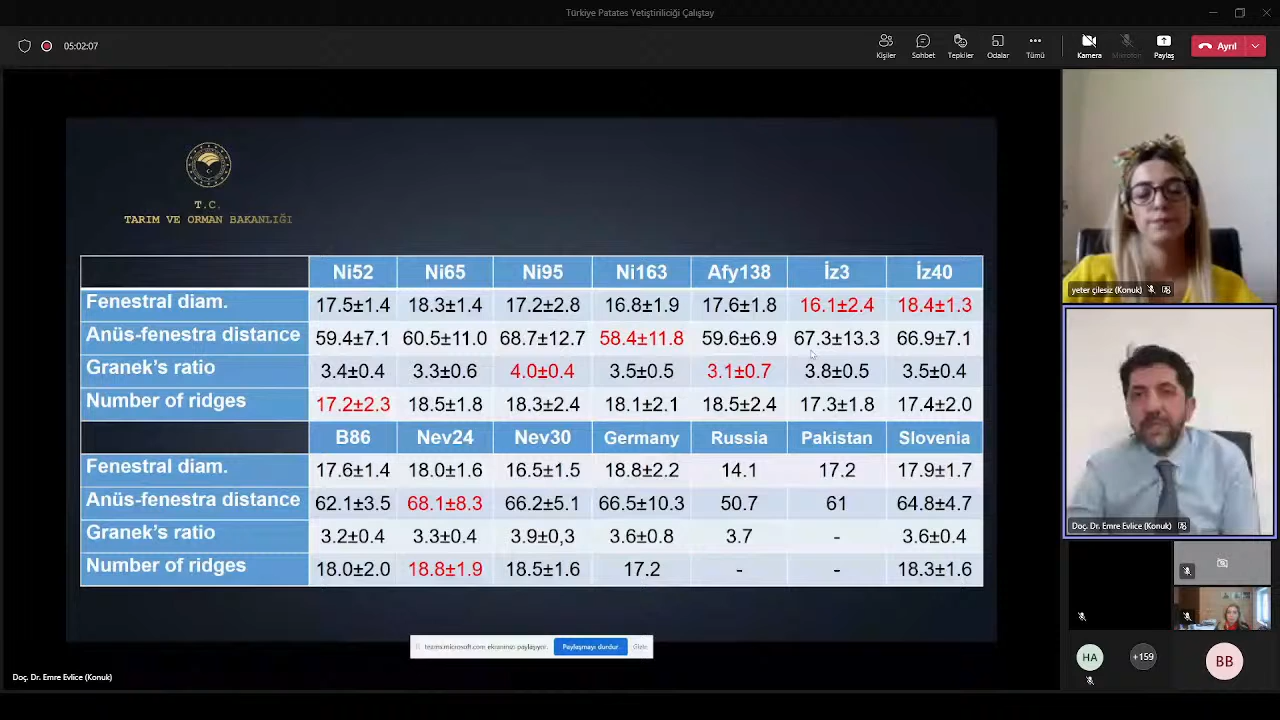 Türkiye Patates Yetiştiriciliği Çalıştay
05:02:07
Kişiler Sohbet Tepkiler Odalar Tümü Kamera Mikrofon Paylaş Ayrıl
T.C.
TARIM VE ORMAN BAKANLIĞI
Ni52 Ni65 Ni95 Ni163 Afy138 İz3 İz40
Fenestral diam. 17.5±1.4 18.3±1.4 17.2±2.8 16.8±1.9 17.6±1.8 16.1±2.4 18.4±1.3
Anüs-fenestra distance 59.4±7.1 60.5±11.0 68.7±12.7 58.4±11.8 59.6±6.9 67.3±13.3 66.9±7.1
Granek’s ratio 3.4±0.4 3.3±0.6 4.0±0.4 3.5±0.5 3.1±0.7 3.8±0.5 3.5±0.4
Number of ridges 17.2±2.3 18.5±1.8 18.3±2.4 18.1±2.1 18.5±2.4 17.3±1.8 17.4±2.0
B86 Nev24 Nev30 Germany Russia Pakistan Slovenia
Fenestral diam. 17.6±1.4 18.0±1.6 16.5±1.5 18.8±2.2 14.1 17.2 17.9±1.7
Anüs-fenestra distance 62.1±3.5 68.1±8.3 66.2±5.1 66.5±10.3 50.7 61 64.8±4.7
Granek’s ratio 3.2±0.4 3.3±0.4 3.9±0,3 3.6±0.8 3.7 - 3.6±0.4
Number of ridges 18.0±2.0 18.8±1.9 18.5±1.6 17.2 - - 18.3±1.6
teams.microsoft.com ekranınızı paylaşıyor. Paylaşmayı durdur Gizle
Doç. Dr. Emre Evlice (Konuk)
yeter çılesiz (Konuk)
Doç. Dr. Emre Evlice (Konuk)
HA +159 BB